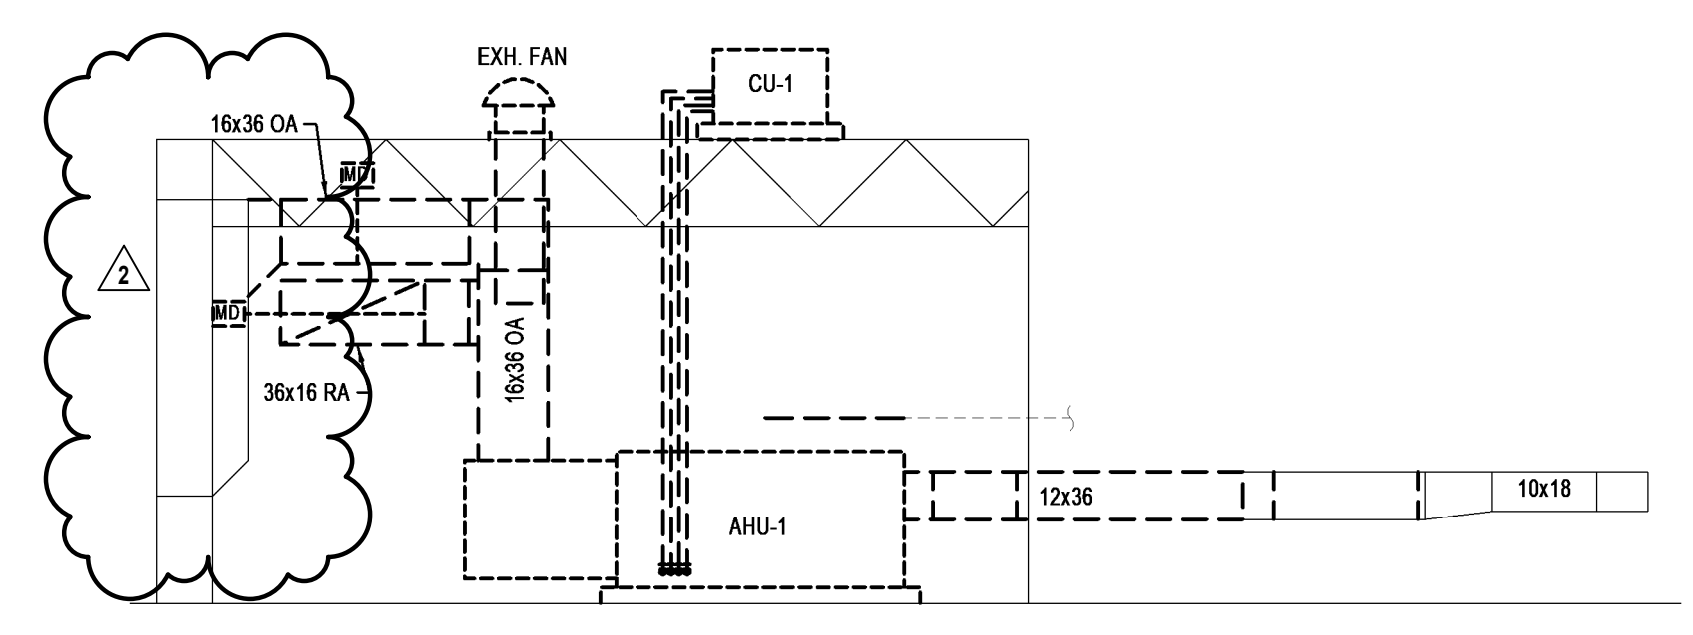 EXH. FAN
CU-1
16x36 OA
MD
2
MD
16x36 OA
36x16 RA
12x36
10x18
AHU-1